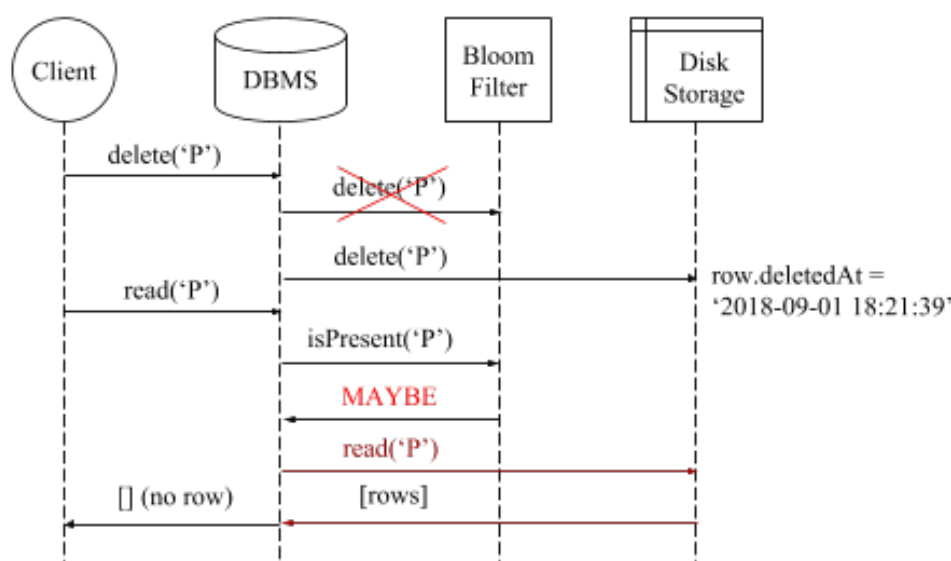 Client
DBMS
Bloom
Filter
Disk
Storage
delete(‘P’)
delete(‘P’)
delete(‘P’)
row.deletedAt =
‘2018-09-01 18:21:39’
read(‘P’)
isPresent(‘P’)
MAYBE
read(‘P’)
[] (no row)
[rows]